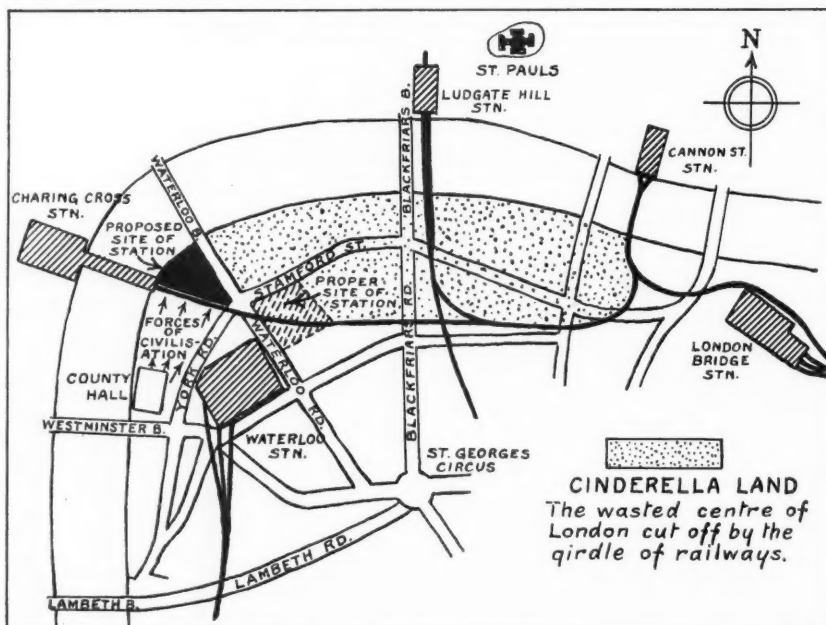 N
ST. PAULS
LUDGATE HILL
STN.
CANNON ST.
STN.
BLACKFRIARS B.
WATERLOO B.
CHARING CROSS
STN.
PROPOSED
SITE OF
STATION
STAMFORD ST.
PROPER
SITE OF
STATION
FORCES
OF
CIVILIS-
ATION
YORK RD.
WATERLOO RD.
BLACKFRIARS RD.
LONDON
BRIDGE
STN.
COUNTY
HALL
WESTMINSTER B.
WATERLOO
STN.
ST. GEORGES
CIRCUS
LAMBETH RD.
LAMBETH B.
CINDERELLA LAND
The wasted centre of
London cut off by the
girdle of railways.